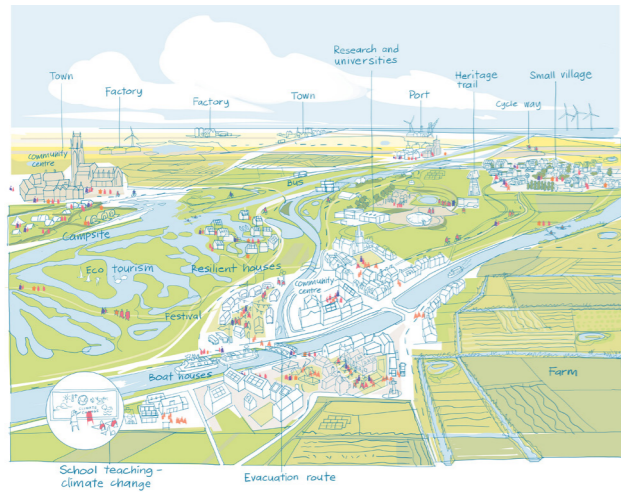 Research and
universities
Town
Factory
Factory
Town
Port
Heritage
trail
Small village
Cycle way
Community
centre
Bus
Campsite
Eco tourism
Resilient houses
Community
centre
Festival
Boat houses
Farm
School teaching –
climate change
Evacuation route